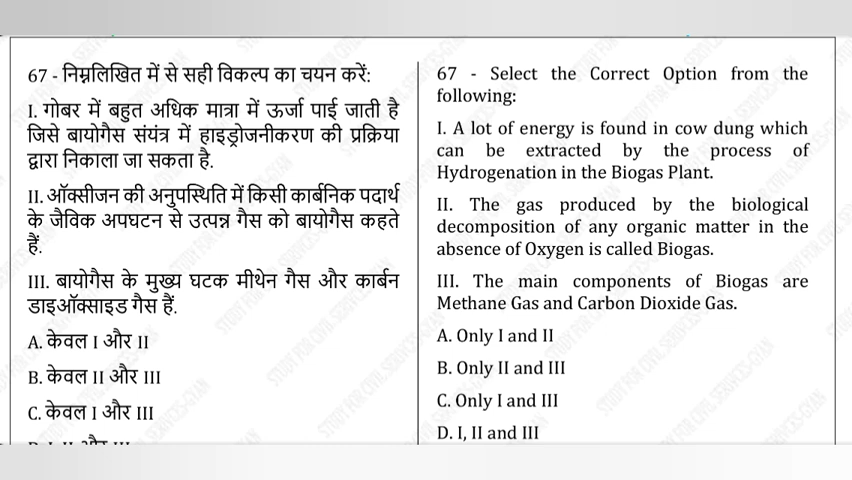 67 - निम्नलिखित में से सही विकल्प का चयन करें:
I. गोबर में बहुत अधिक मात्रा में ऊर्जा पाई जाती है
जिसे बायोगैस संयंत्र में हाइड्रोजनीकरण की प्रक्रिया
द्वारा निकाला जा सकता है.
II. ऑक्सीजन की अनुपस्थिति में किसी कार्बनिक पदार्थ
के जैविक अपघटन से उत्पन्न गैस को बायोगैस कहते
हैं.
III. बायोगैस के मुख्य घटक मीथेन गैस और कार्बन
डाइऑक्साइड गैस हैं.
A. केवल I और II
B. केवल II और III
C. केवल I और III
67 - Select the Correct Option from the
following:
I. A lot of energy is found in cow dung which
can be extracted by the process of
Hydrogenation in the Biogas Plant.
II. The gas produced by the biological
decomposition of any organic matter in the
absence of Oxygen is called Biogas.
III. The main components of Biogas are
Methane Gas and Carbon Dioxide Gas.
A. Only I and II
B. Only II and III
C. Only I and III
D. I, II and III